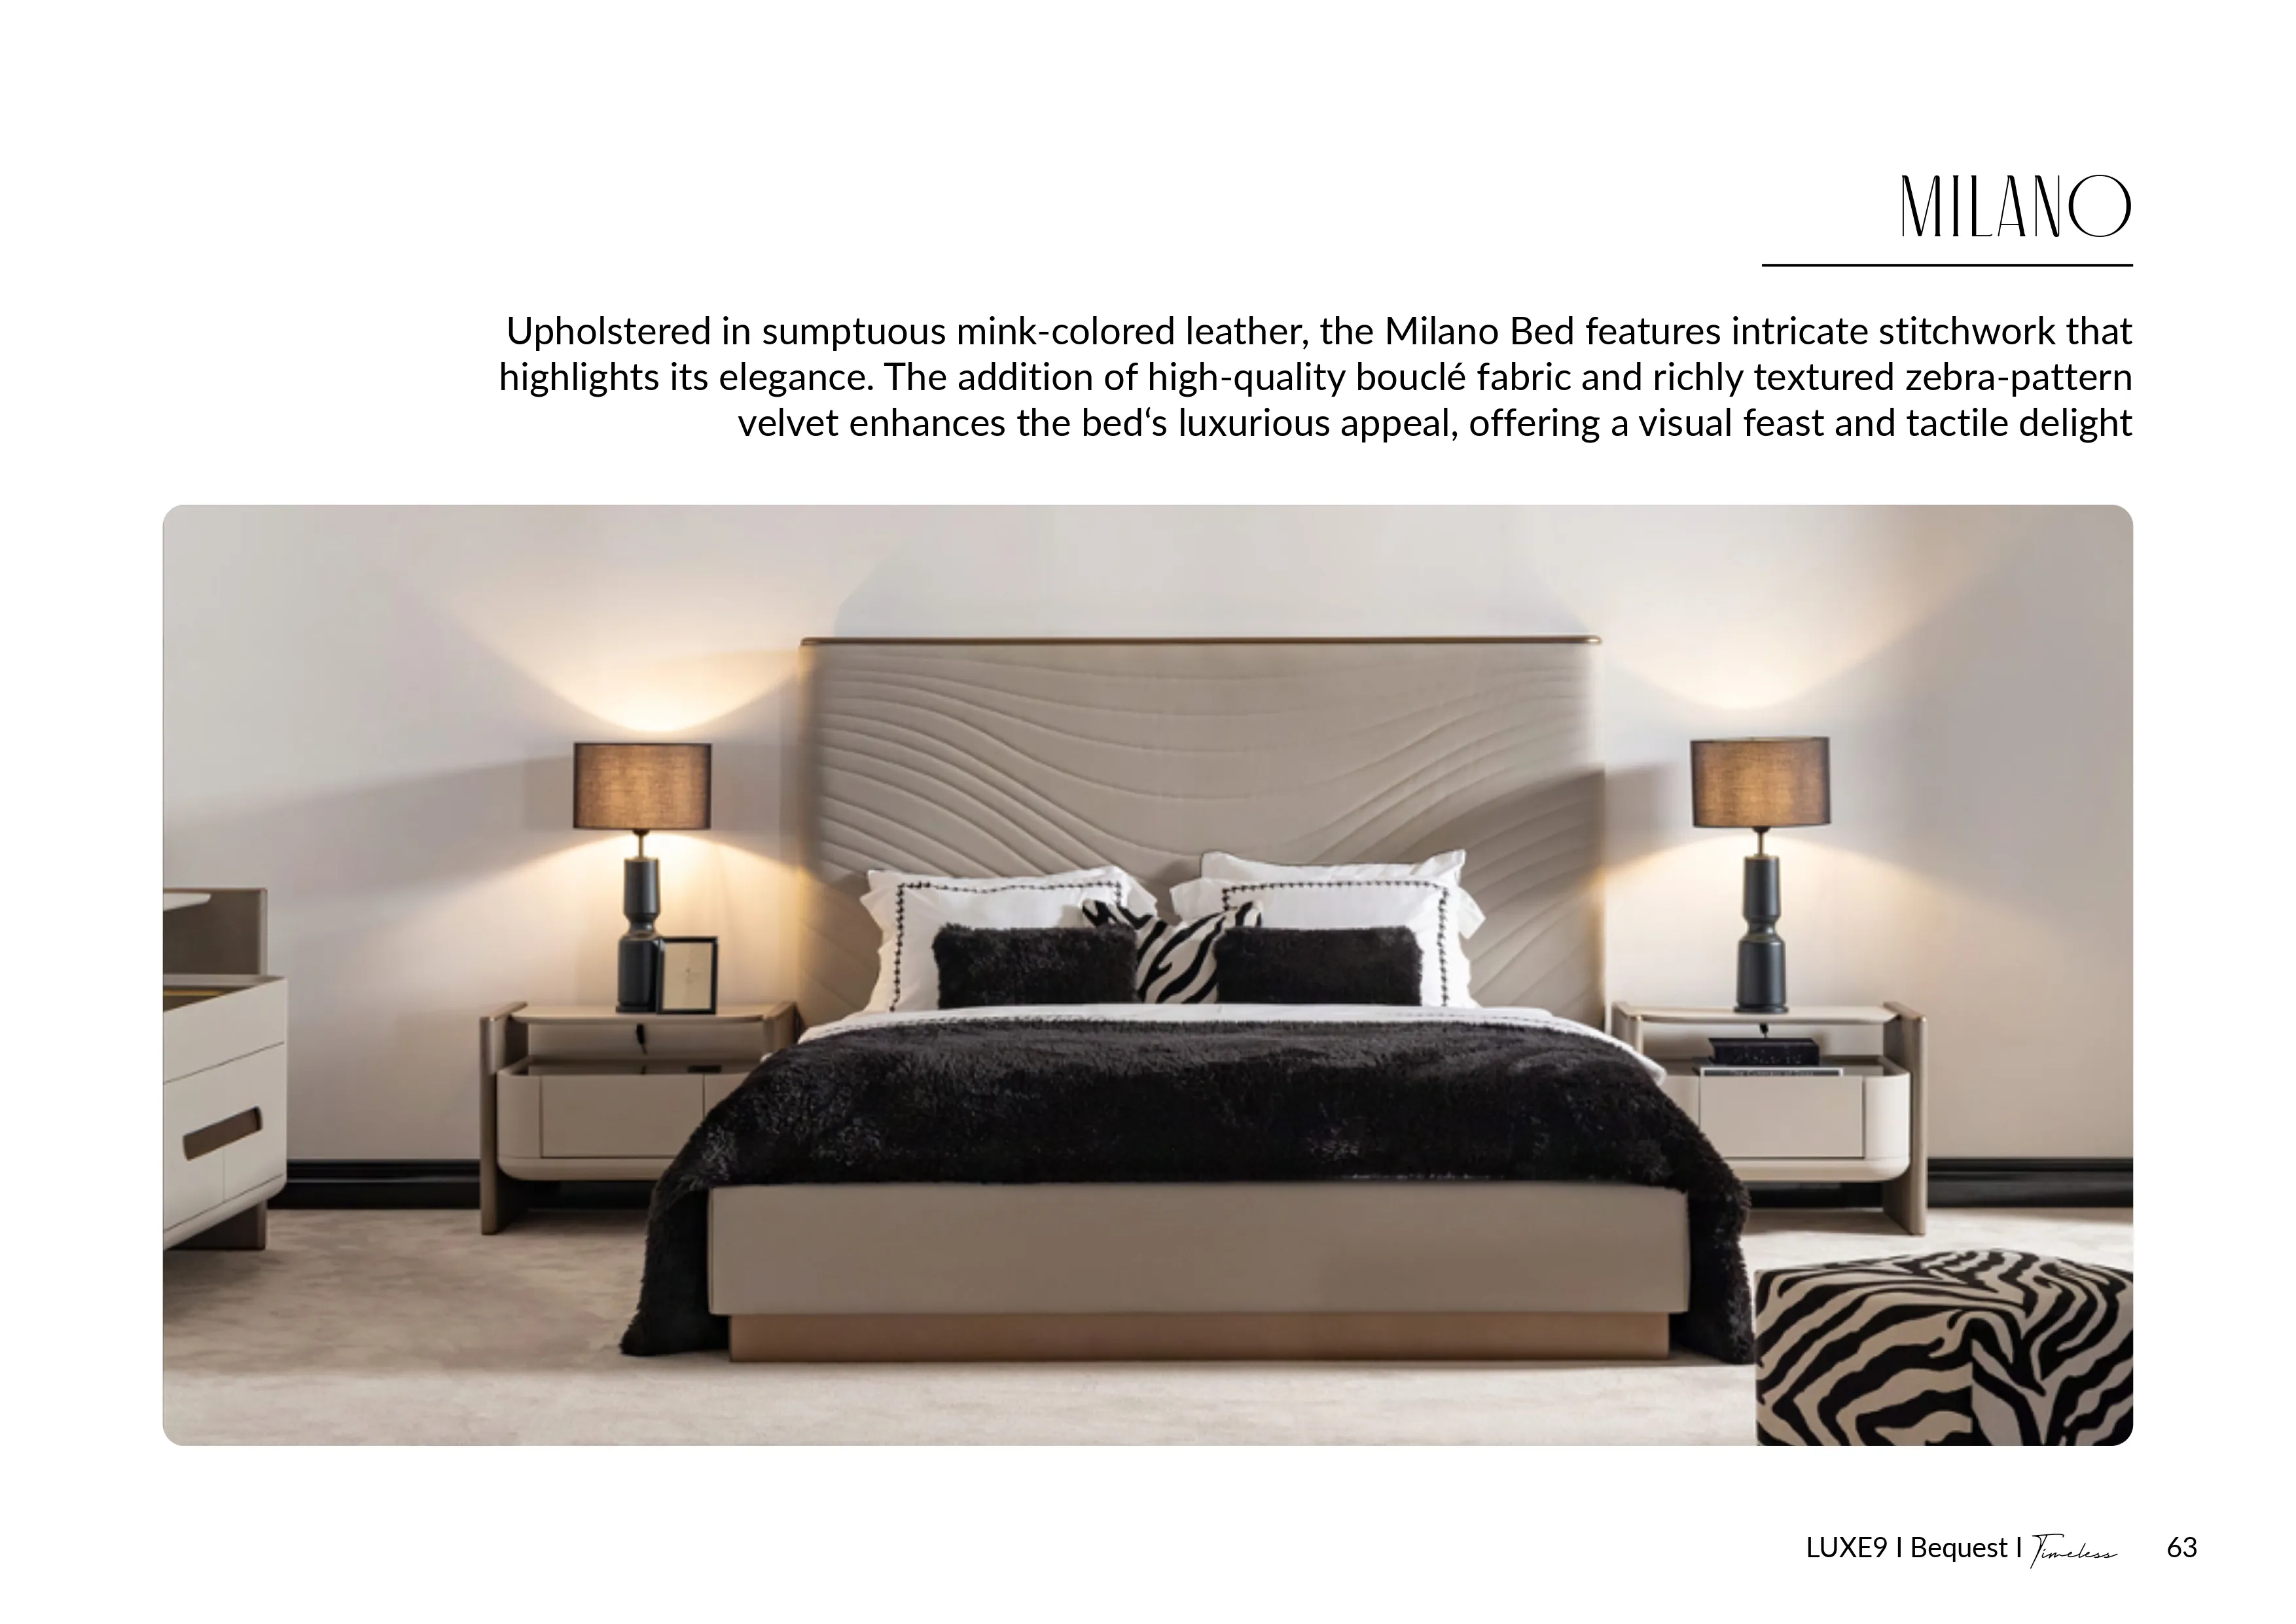 MILANO
Upholstered in sumptuous mink-colored leather, the Milano Bed features intricate stitchwork that
highlights its elegance. The addition of high-quality bouclé fabric and richly textured zebra-pattern
velvet enhances the bed‘s luxurious appeal, offering a visual feast and tactile delight
LUXE9 I Bequest I Timeless 63